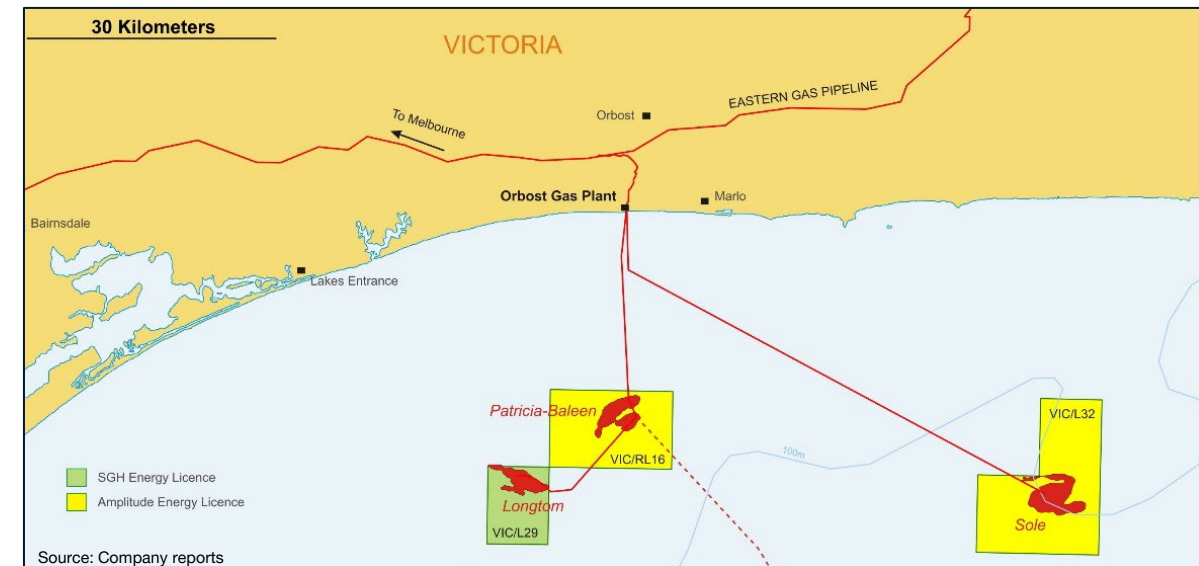 30 Kilometers
VICTORIA
EASTERN GAS PIPELINE
Orbost
To Melbourne
Orbost Gas Plant
Marlo
Bairnsdale
Lakes Entrance
Patricia-Baleen
VIC/RL16
VIC/L32
100m
SGH Energy Licence
Amplitude Energy Licence
Longtom
VIC/L29
Sole
Source: Company reports